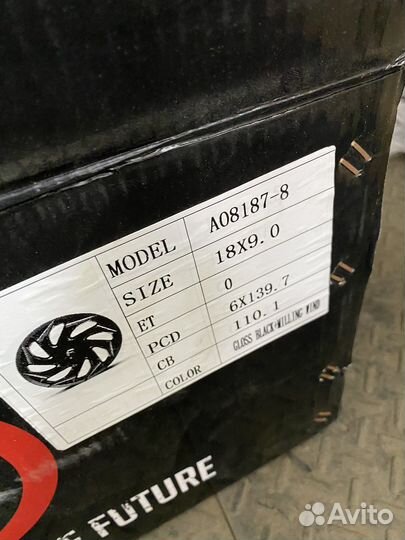 MODEL A08187-8
SIZE 18X9.0
ET 0
PCD 6X139.7
CB 110.1
COLOR GLOSS BLACK+MILLING WIND
FUTURE
Avito